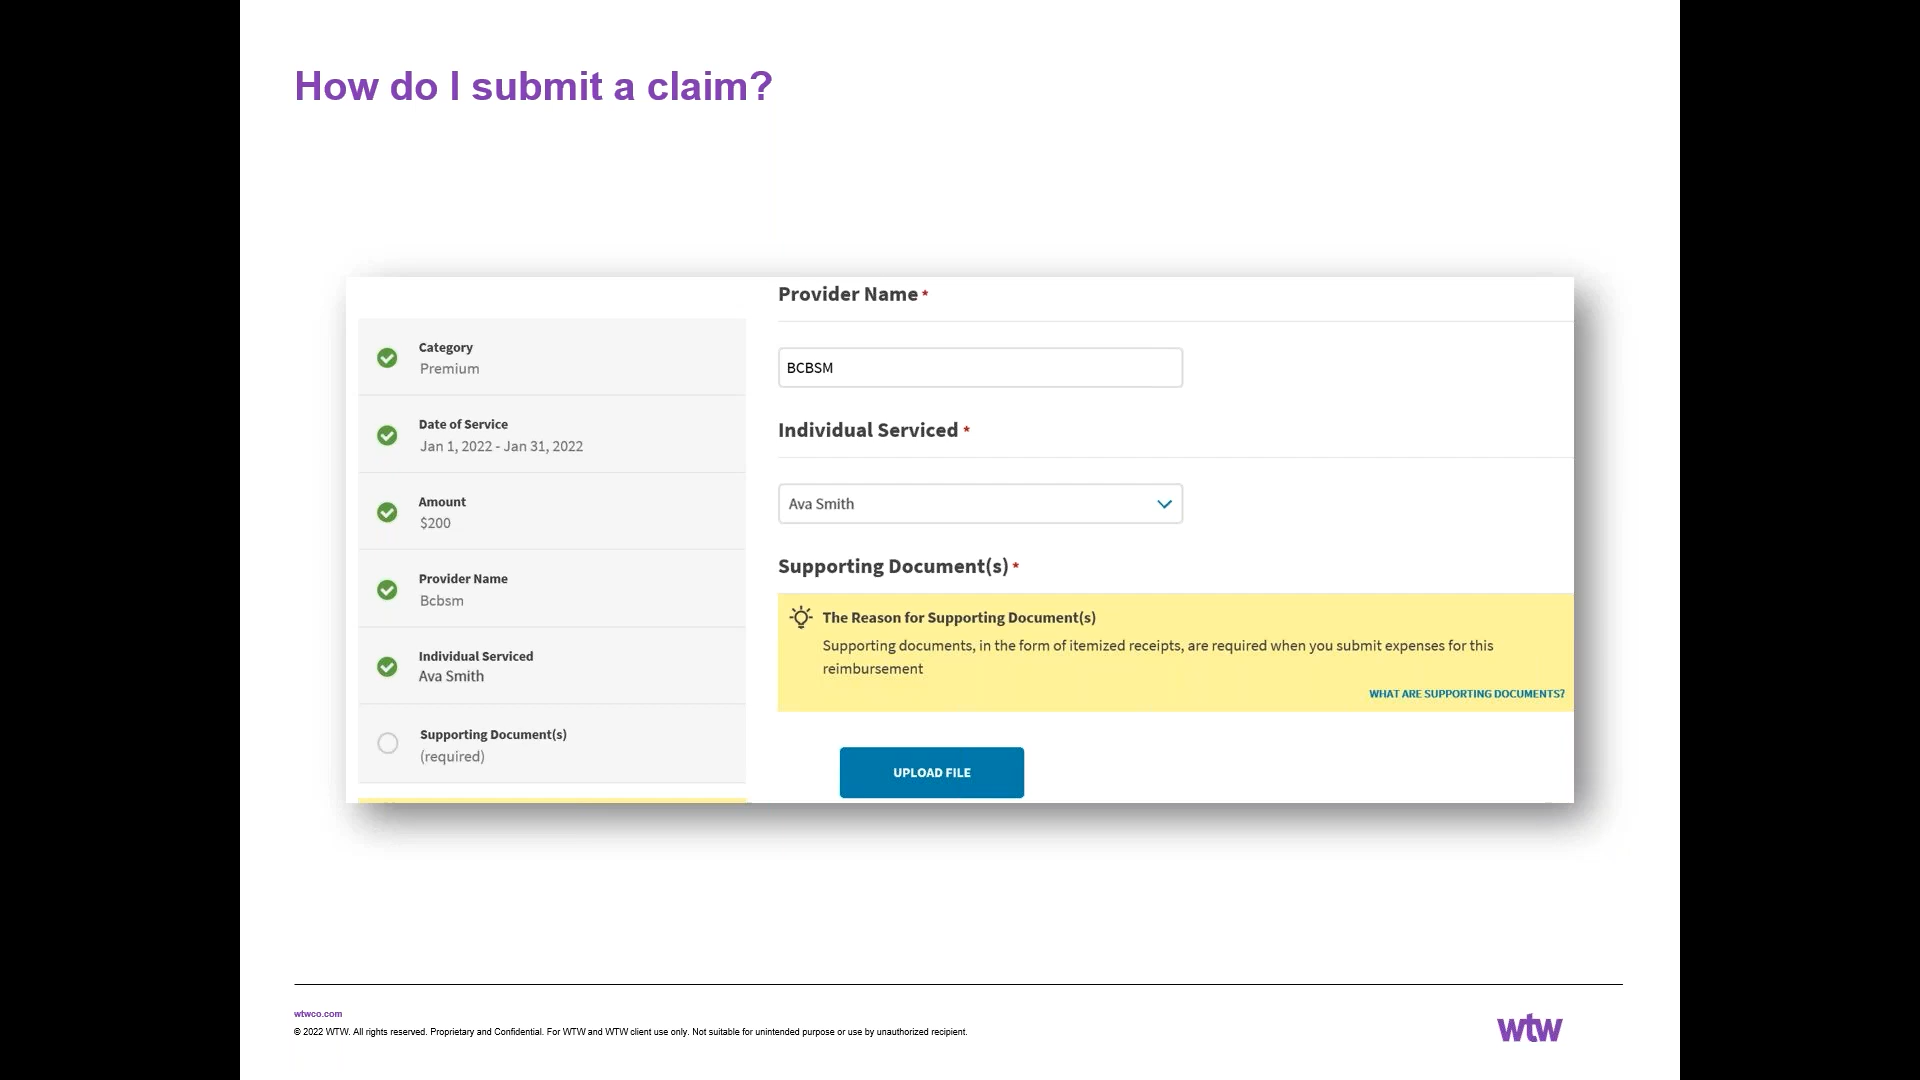 How do I submit a claim?
Category
Premium
Date of Service
Jan 1, 2022 - Jan 31, 2022
Amount
$200
Provider Name
Bcbsm
Individual Serviced
Ava Smith
Supporting Document(s)
(required)
Provider Name *
BCBSM
Individual Serviced *
Ava Smith
Supporting Document(s) *
The Reason for Supporting Document(s)
Supporting documents, in the form of itemized receipts, are required when you submit expenses for this
reimbursement
WHAT ARE SUPPORTING DOCUMENTS?
UPLOAD FILE
wtwco.com
© 2022 WTW. All rights reserved. Proprietary and Confidential. For WTW and WTW client use only. Not suitable for unintended purpose or use by unauthorized recipient.
wtw